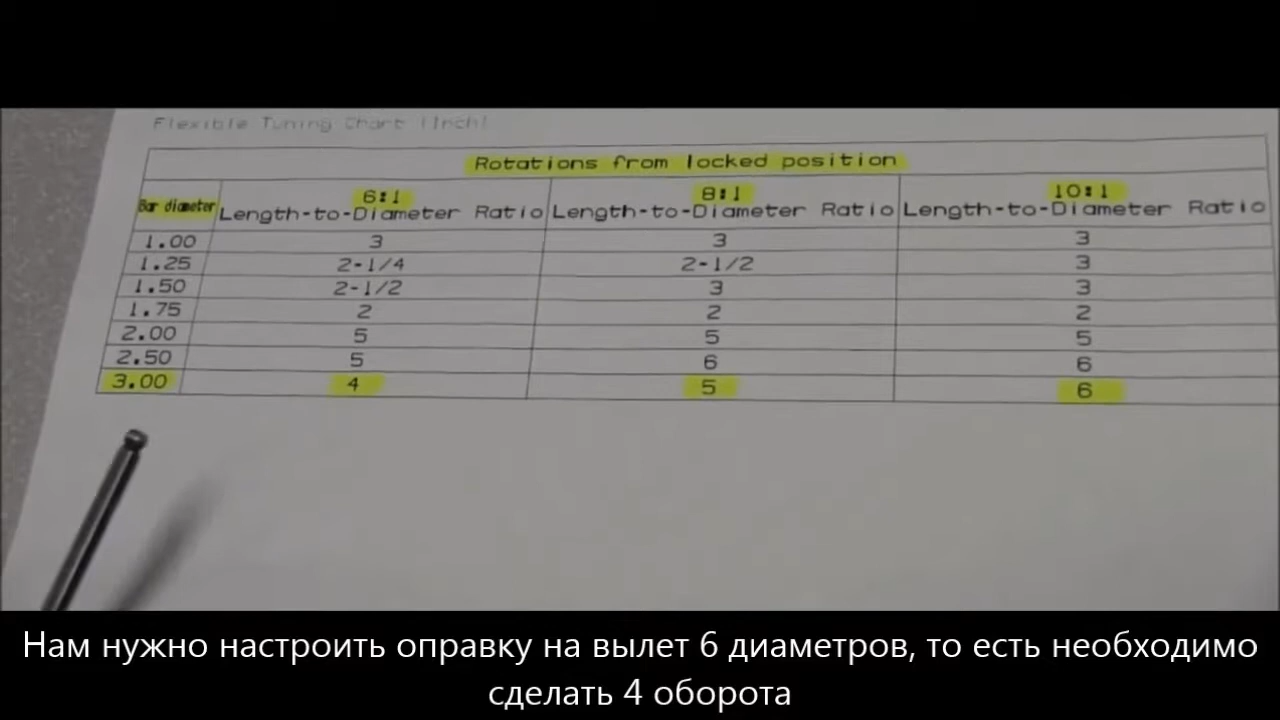 Flexible Tuning Chart (Inch)
Rotations from locked position
Bar diameter 6:1 Length-to-Diameter Ratio 8:1 Length-to-Diameter Ratio 10:1 Length-to-Diameter Ratio
1.00 3 3 3
1.25 2-1/4 2-1/2 3
1.50 2-1/2 3 3
1.75 2 2 2
2.00 5 5 5
2.50 5 6 6
3.00 4 5 6
Нам нужно настроить оправку на вылет 6 диаметров, то есть необходимо
сделать 4 оборота